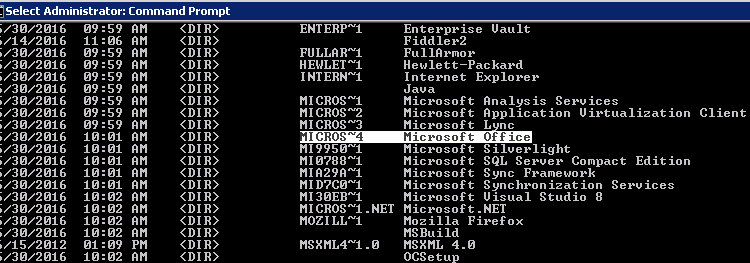 Select Administrator: Command Prompt
5/30/2016 09:59 AM <DIR> ENTERP~1 Enterprise Vault
5/14/2016 11:06 AM <DIR> Fiddler2
5/30/2016 09:59 AM <DIR> FULLAR~1 FullArmor
5/30/2016 09:59 AM <DIR> HEWLET~1 Hewlett-Packard
5/30/2016 09:59 AM <DIR> INTERN~1 Internet Explorer
5/30/2016 09:59 AM <DIR> Java
5/30/2016 09:59 AM <DIR> MICROS~1 Microsoft Analysis Services
5/30/2016 09:59 AM <DIR> MICROS~2 Microsoft Application Virtualization Client
5/30/2016 09:59 AM <DIR> MICROS~3 Microsoft Lync
5/30/2016 10:01 AM <DIR> MICROS~4 Microsoft Office
5/30/2016 10:01 AM <DIR> MI9950~1 Microsoft Silverlight
5/30/2016 10:01 AM <DIR> MI0788~1 Microsoft SQL Server Compact Edition
5/30/2016 10:01 AM <DIR> MIA29A~1 Microsoft Sync Framework
5/30/2016 10:01 AM <DIR> MID7C0~1 Microsoft Synchronization Services
5/30/2016 10:02 AM <DIR> MI30EB~1 Microsoft Visual Studio 8
5/30/2016 10:02 AM <DIR> MICROS~1.NET Microsoft.NET
5/30/2016 10:02 AM <DIR> MOZILL~1 Mozilla Firefox
5/30/2016 10:02 AM <DIR> MSBuild
5/15/2012 01:09 PM <DIR> MSXML4~1.0 MSXML 4.0
5/30/2016 10:02 AM <DIR> OCSetup